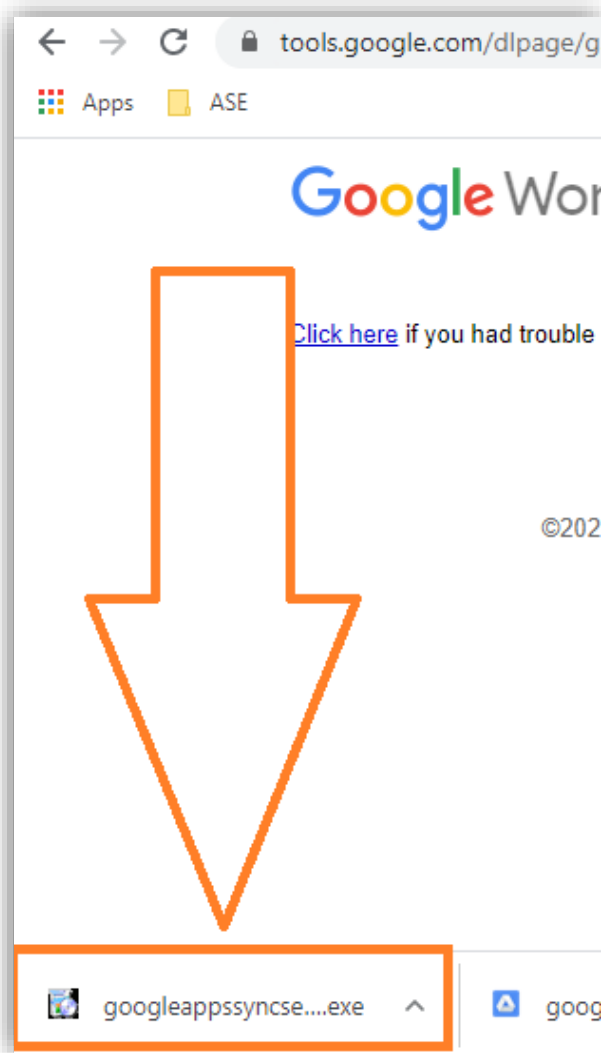 tools.google.com/dlpage/g
Apps ASE
Google Wor
Click here if you had trouble
©202
googleappssyncse....exe goog